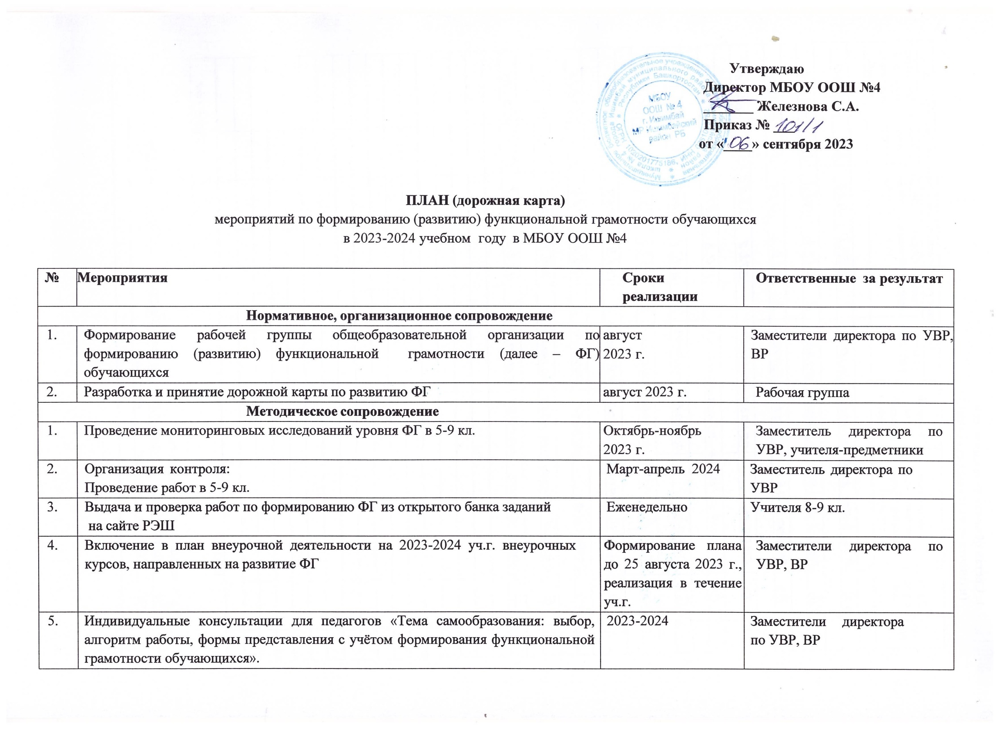 Утверждаю
Директор МБОУ ООШ №4
Железнова С.А.
Приказ № 101/1
от «06» сентября 2023
МБОУ
ООШ № 4
г. Ишимбай
МР Ишимбайский
район РБ
ПЛАН (дорожная карта)
мероприятий по формированию (развитию) функциональной грамотности обучающихся
в 2023-2024 учебном году в МБОУ ООШ №4
№ Мероприятия Сроки реализации Ответственные за результат
Нормативное, организационное сопровождение
1. Формирование рабочей группы общеобразовательной организации по август Заместители директора по УВР,
формированию (развитию) функциональной грамотности (далее – ФГ) 2023 г. ВР
обучающихся
2. Разработка и принятие дорожной карты по развитию ФГ август 2023 г. Рабочая группа
Методическое сопровождение
1. Проведение мониторинговых исследований уровня ФГ в 5-9 кл. Октябрь-ноябрь Заместитель директора по
2023 г. УВР, учителя-предметники
2. Организация контроля: Март-апрель 2024 Заместитель директора по
Проведение работ в 5-9 кл. УВР
3. Выдача и проверка работ по формированию ФГ из открытого банка заданий Еженедельно Учителя 8-9 кл.
на сайте РЭШ
4. Включение в план внеурочной деятельности на 2023-2024 уч.г. внеурочных Формирование плана Заместители директора по
курсов, направленных на развитие ФГ до 25 августа 2023 г., УВР, ВР
реализация в течение
уч.г.
5. Индивидуальные консультации для педагогов «Тема самообразования: выбор, 2023-2024 Заместители директора
алгоритм работы, формы представления с учётом формирования функциональной по УВР, ВР
грамотности обучающихся».